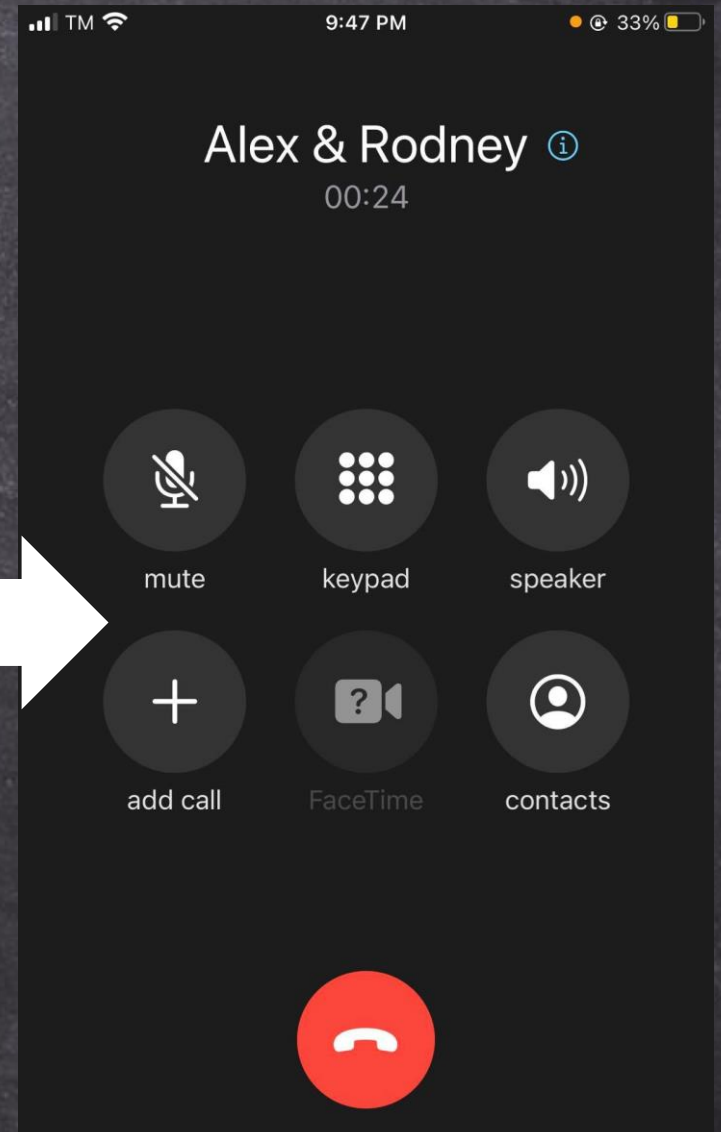 TM 9:47 PM 33%
Alex & Rodney
00:24
mute keypad speaker
add call FaceTime contacts